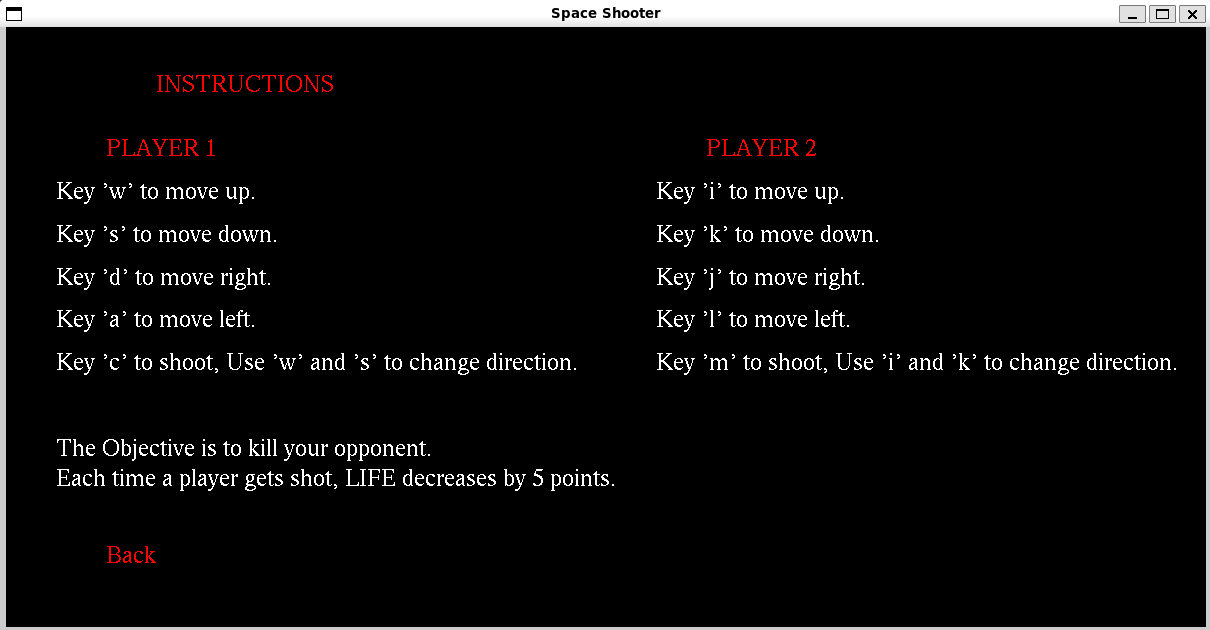 Space Shooter
INSTRUCTIONS
PLAYER 1
Key ’w’ to move up.
Key ’s’ to move down.
Key ’d’ to move right.
Key ’a’ to move left.
Key ’c’ to shoot, Use ’w’ and ’s’ to change direction.
PLAYER 2
Key ’i’ to move up.
Key ’k’ to move down.
Key ’j’ to move right.
Key ’l’ to move left.
Key ’m’ to shoot, Use ’i’ and ’k’ to change direction.
The Objective is to kill your opponent.
Each time a player gets shot, LIFE decreases by 5 points.
Back